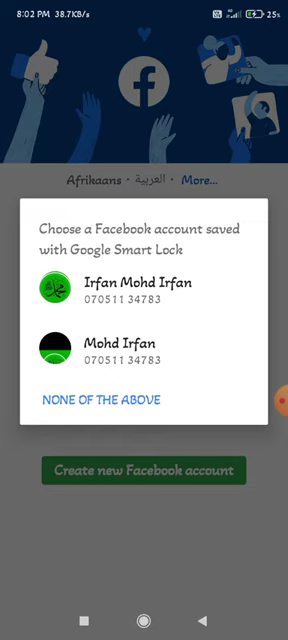 8:02 PM 38.7KB/s
4G
25%
Afrikaans · العربية · More...
Choose a Facebook account saved
with Google Smart Lock
Irfan Mohd Irfan
070511 34783
Mohd Irfan
070511 34783
NONE OF THE ABOVE
Create new Facebook account